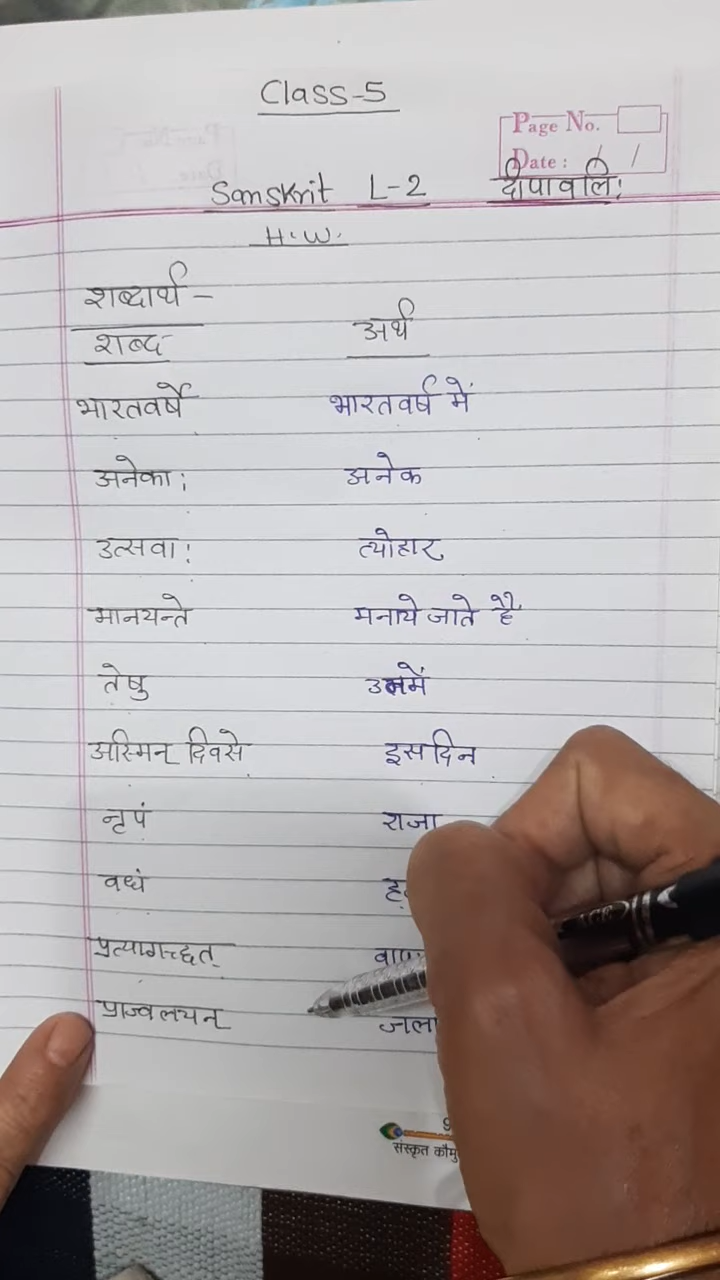 Class-5
Page No.
Date : / /
Sanskrit L-2 दीपावलिः
H.W.
शब्दार्थ -
शब्द अर्थ
भारतवर्षे भारतवर्ष में
अनेकाः अनेक
उत्सवाः त्योहार
मानयन्ते मनाये जाते है
तेषु उनमें
अस्मिन् दिवसे इस दिन
नृपं राजा
वधं
प्रत्यागच्छत्
प्राज्वलयन्
संस्कृत